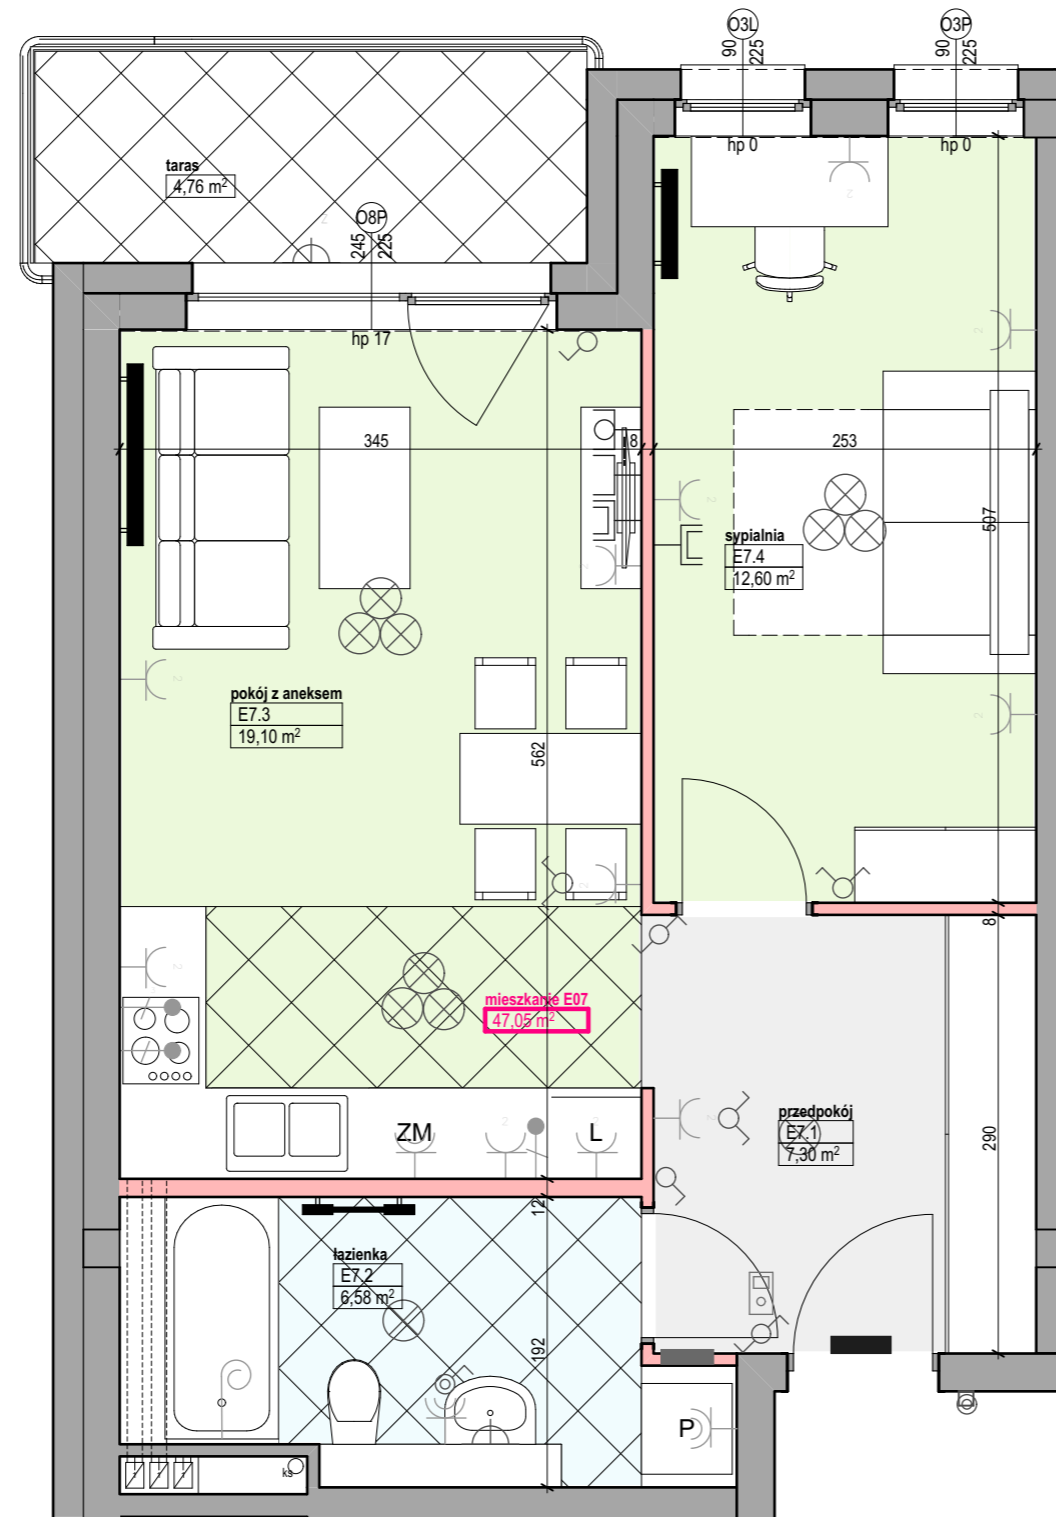 O3L
90
225
O3P
90
225
hp 0
hp 0
taras
4,76 m²
O8P
245
225
hp 17
345
8
253
507
sypialnia
E7.4
12,60 m²
pokój z aneksem
E7.3
19,10 m²
562
mieszkanie E07
47,05 m²
8
ZM
L
przedpokój
E7.1
7,30 m²
290
12
łazienka
E7.2
6,58 m²
192
P
ks